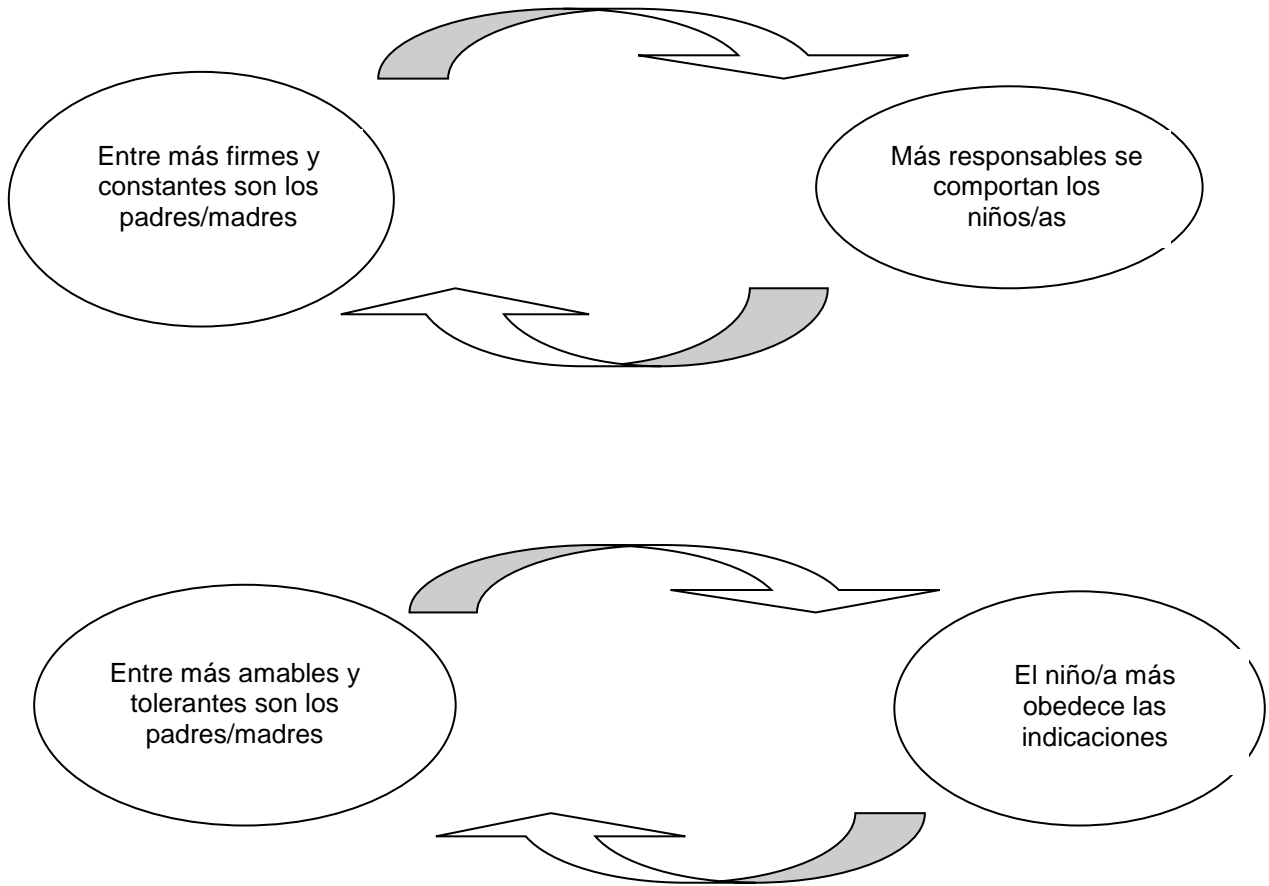 Entre más firmes y
constantes son los
padres/madres
Más responsables se
comportan los
niños/as
Entre más amables y
tolerantes son los
padres/madres
El niño/a más
obedece las
indicaciones